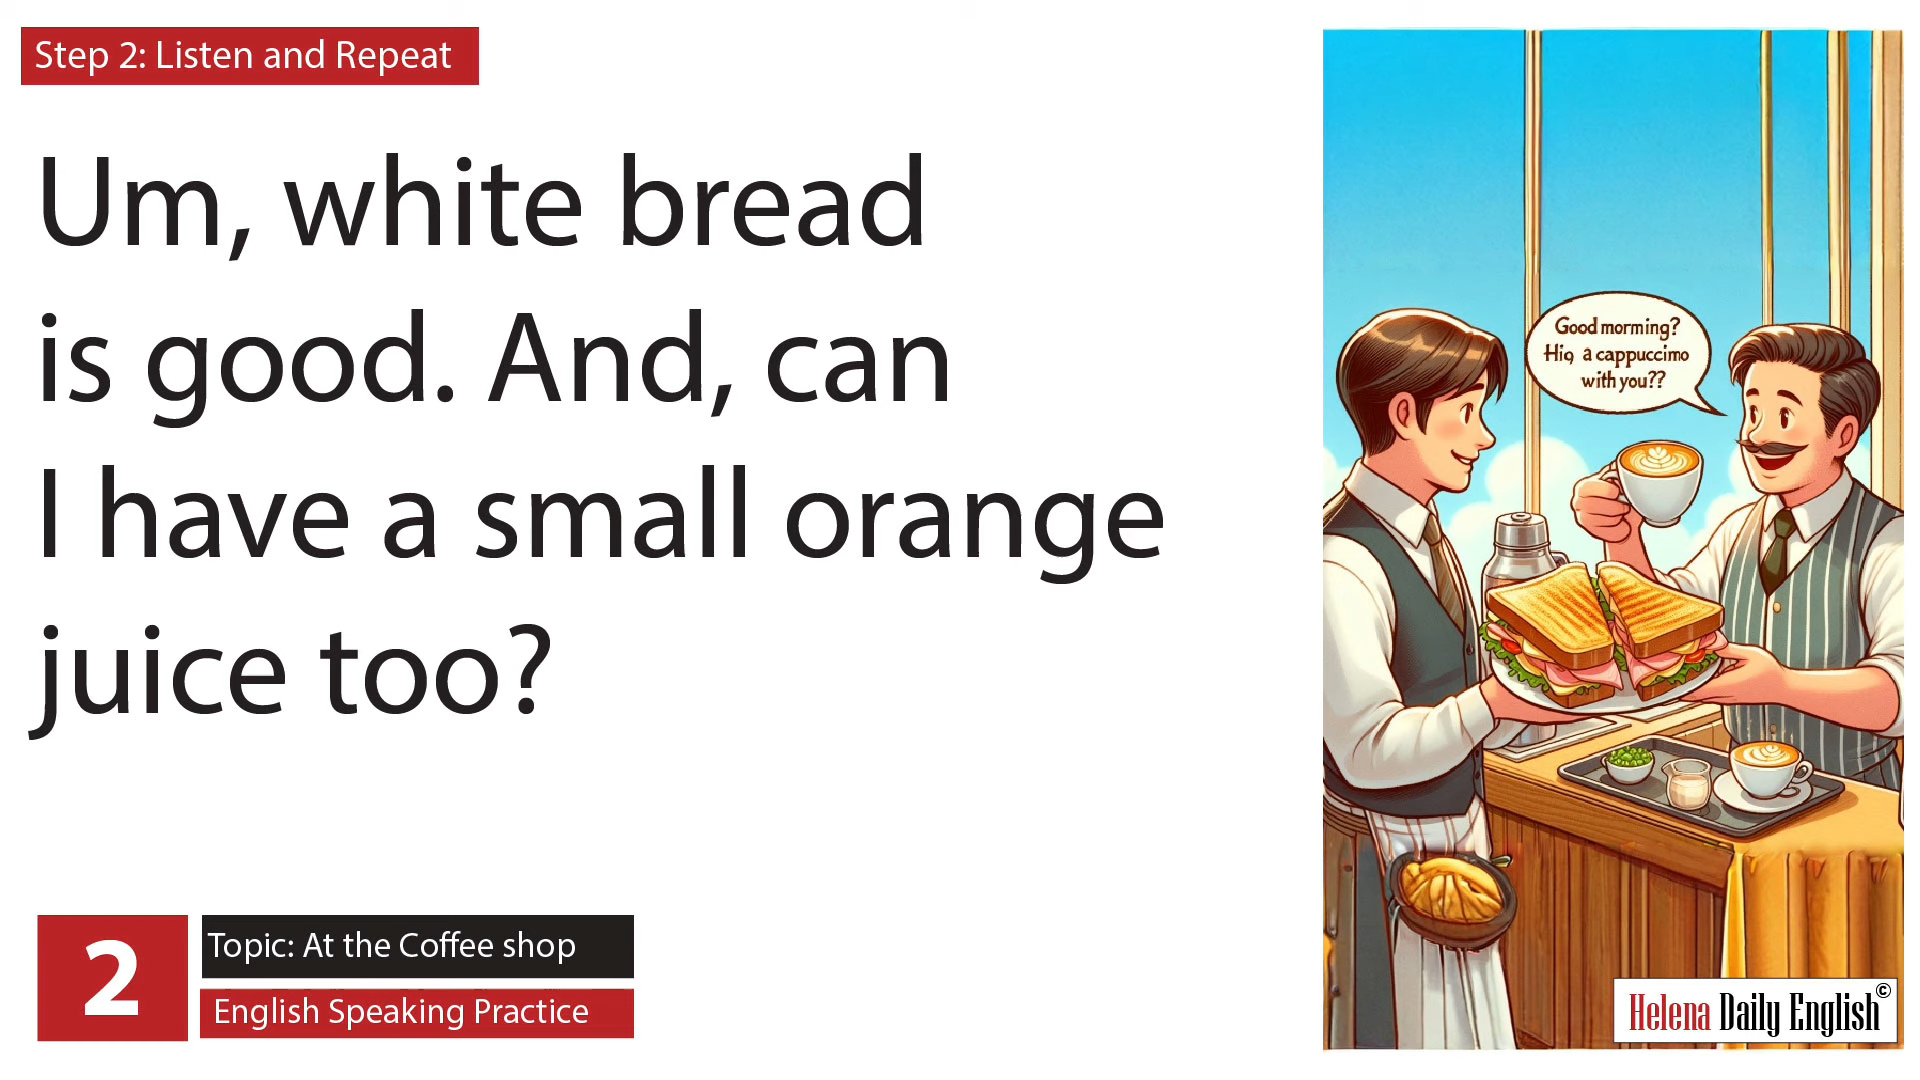 Step 2: Listen and Repeat
Um, white bread
is good. And, can
I have a small orange
juice too?
Good morning?
Hiq a cappuccimo
with you??
2
Topic: At the Coffee shop
English Speaking Practice
Helena Daily English©